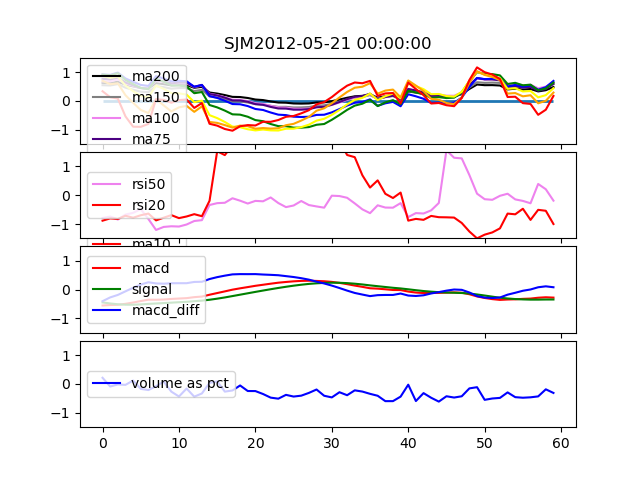 SJM2012-05-21 00:00:00
1
0
−1
ma200
ma150
ma100
ma75
1
0
−1
rsi50
rsi20
ma10
1
0
−1
macd
signal
macd_diff
1
0
−1
volume as pct
0 10 20 30 40 50 60